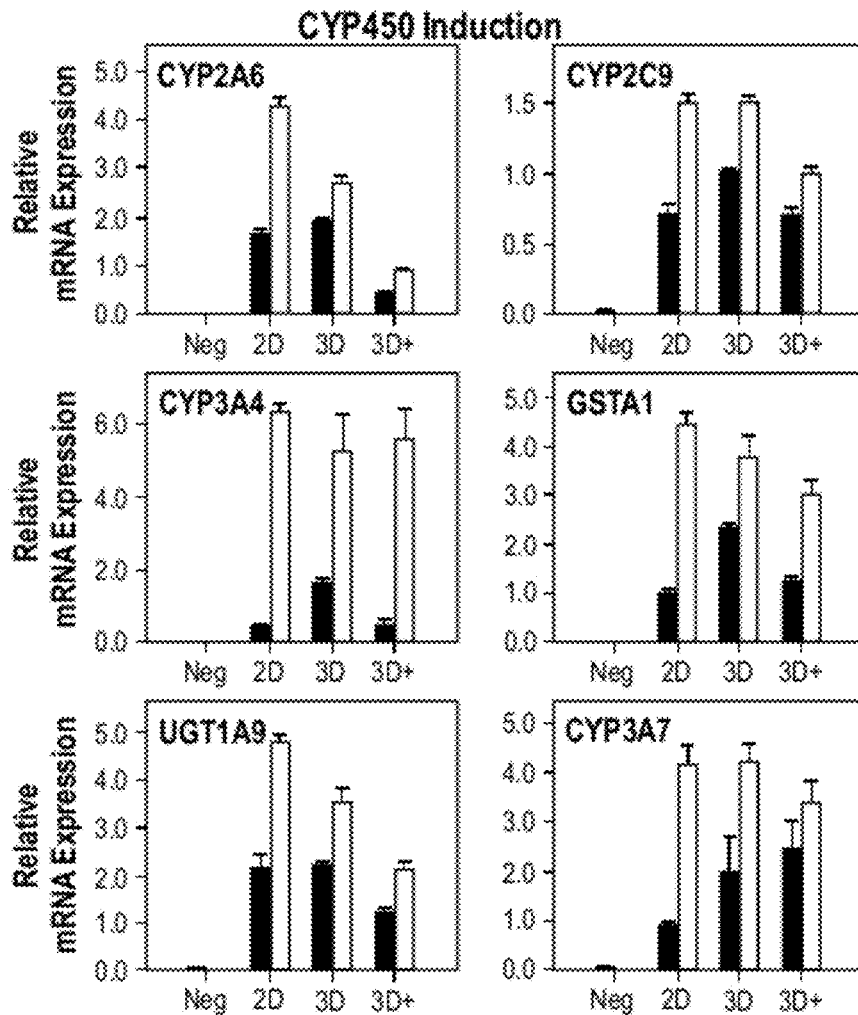 CYP450 Induction
Relative
mRNA Expression
CYP2A6
5.0
4.0
3.0
2.0
1.0
0.0
Neg 2D 3D 3D+
CYP2C9
1.5
1.0
0.5
0.0
Neg 2D 3D 3D+
Relative
mRNA Expression
CYP3A4
6.0
4.0
2.0
0.0
Neg 2D 3D 3D+
GSTA1
5.0
4.0
3.0
2.0
1.0
0.0
Neg 2D 3D 3D+
Relative
mRNA Expression
UGT1A9
5.0
4.0
3.0
2.0
1.0
0.0
Neg 2D 3D 3D+
CYP3A7
5.0
4.0
3.0
2.0
1.0
0.0
Neg 2D 3D 3D+